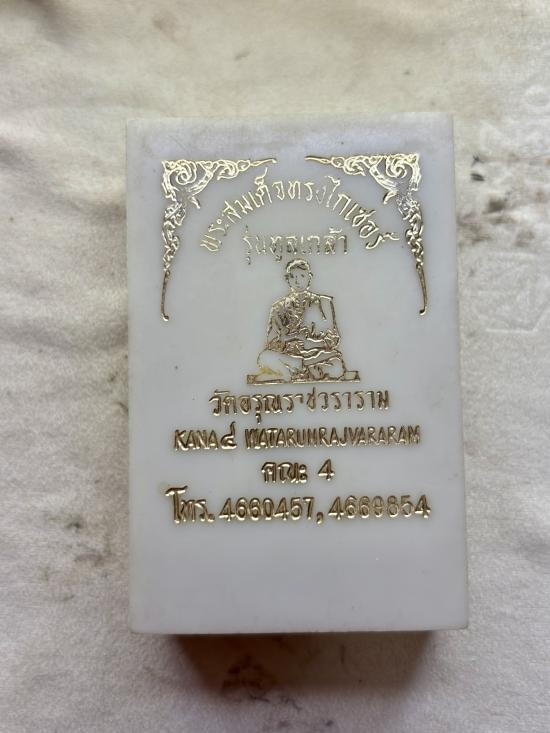 พระสมเด็จทรงไกเซอร์
รุ่นทูลเกล้า
วัดอรุณราชวราราม
KANA ๔ WATARUNRAJVARARAM
คณะ 4
โทร. 4660457, 4669854